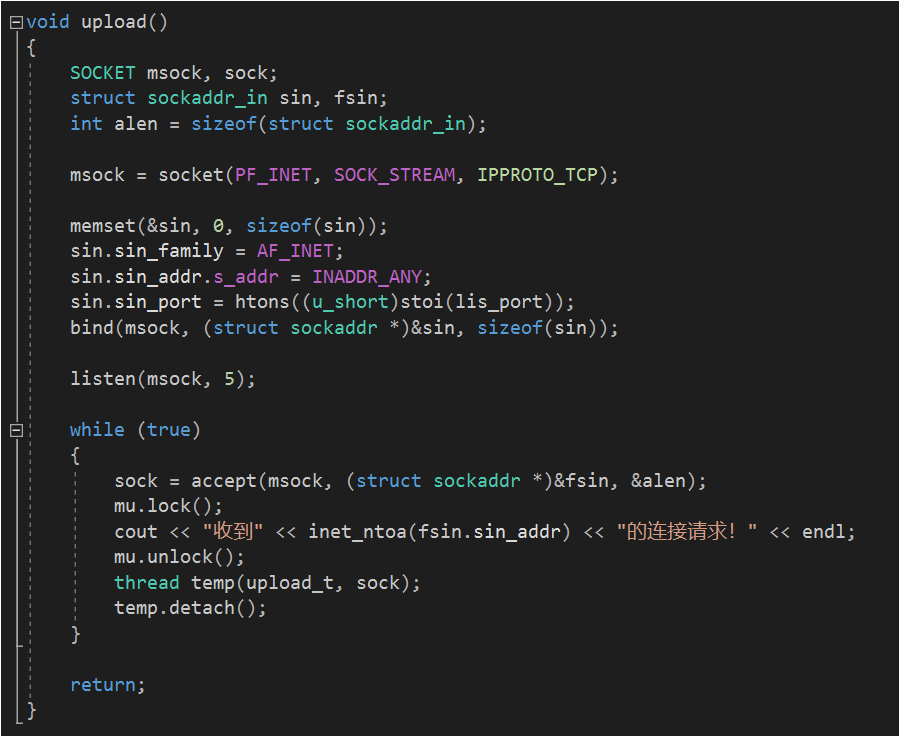 void upload()
{
SOCKET msock, sock;
struct sockaddr_in sin, fsin;
int alen = sizeof(struct sockaddr_in);
msock = socket(PF_INET, SOCK_STREAM, IPPROTO_TCP);
memset(&sin, 0, sizeof(sin));
sin.sin_family = AF_INET;
sin.sin_addr.s_addr = INADDR_ANY;
sin.sin_port = htons((u_short)stoi(lis_port));
bind(msock, (struct sockaddr *)&sin, sizeof(sin));
listen(msock, 5);
while (true)
{
sock = accept(msock, (struct sockaddr *)&fsin, &alen);
mu.lock();
cout << "收到" << inet_ntoa(fsin.sin_addr) << "的连接请求！" << endl;
mu.unlock();
thread temp(upload_t, sock);
temp.detach();
}
return;
}